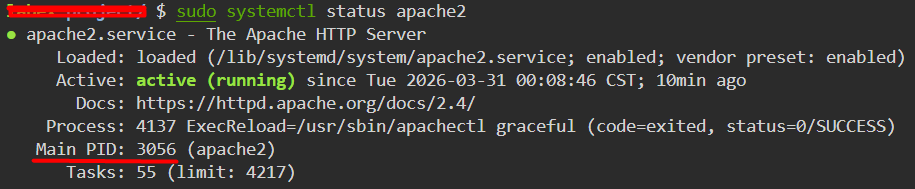 $ sudo systemctl status apache2
● apache2.service - The Apache HTTP Server
Loaded: loaded (/lib/systemd/system/apache2.service; enabled; vendor preset: enabled)
Active: active (running) since Tue 2026-03-31 00:08:46 CST; 10min ago
Docs: https://httpd.apache.org/docs/2.4/
Process: 4137 ExecReload=/usr/sbin/apachectl graceful (code=exited, status=0/SUCCESS)
Main PID: 3056 (apache2)
Tasks: 55 (limit: 4217)